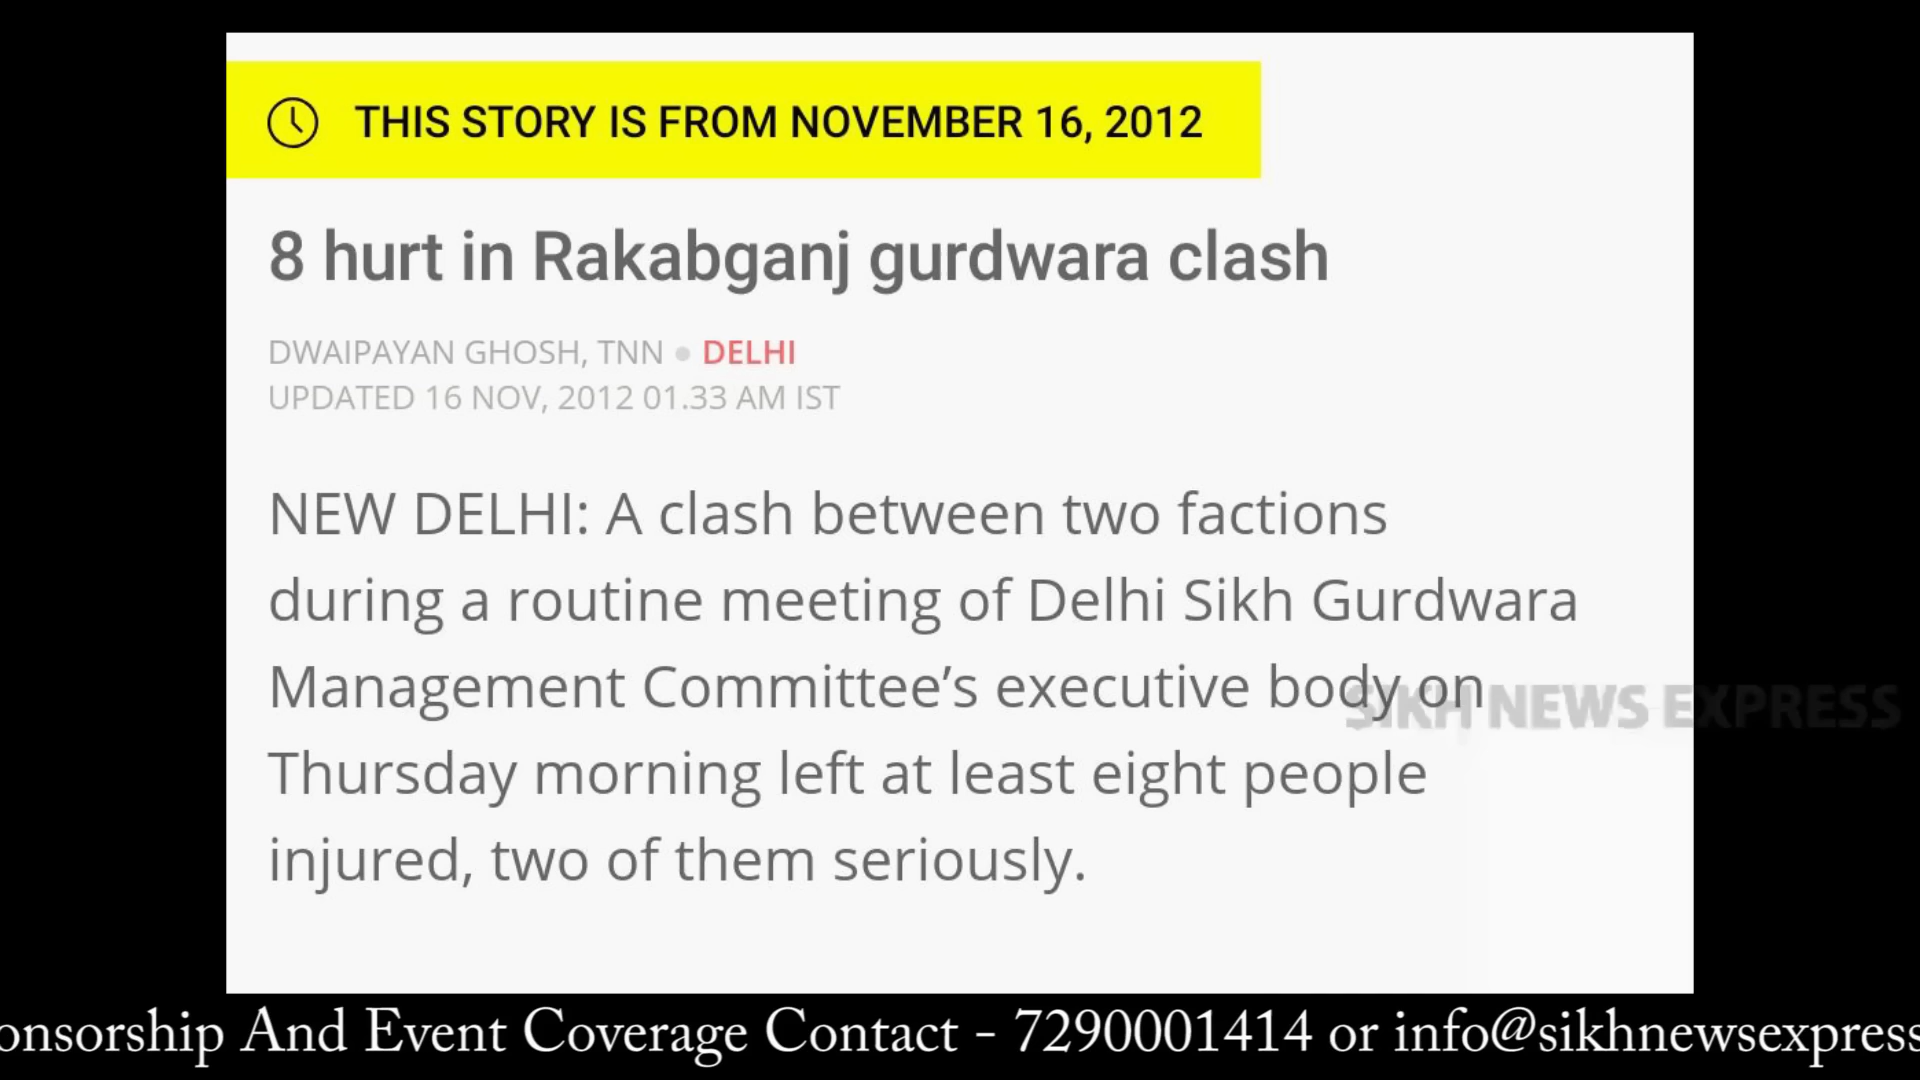 THIS STORY IS FROM NOVEMBER 16, 2012
8 hurt in Rakabganj gurdwara clash
DWAIPAYAN GHOSH, TNN ● DELHI
UPDATED 16 NOV, 2012 01.33 AM IST
NEW DELHI: A clash between two factions
during a routine meeting of Delhi Sikh Gurdwara
Management Committee’s executive body on
SIKH NEWS EXPRESS
Thursday morning left at least eight people
injured, two of them seriously.
onsorship And Event Coverage Contact - 7290001414 or info@sikhnewsexpress